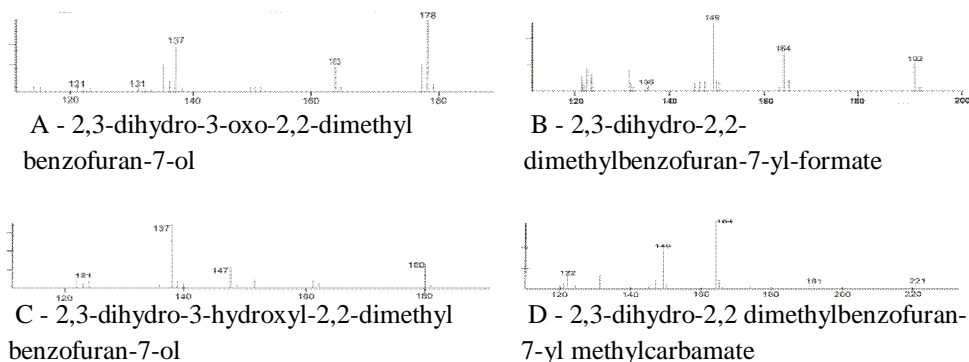 137 163 178
121 131
120 140 160 180
A - 2,3-dihydro-3-oxo-2,2-dimethyl
benzofuran-7-ol
149 164 192
135
120 140 160 180 200
B - 2,3-dihydro-2,2-
dimethylbenzofuran-7-yl-formate
137 147 180
121
120 140 160 180
C - 2,3-dihydro-3-hydroxyl-2,2-dimethyl
benzofuran-7-ol
164
149
122 191 221
120 140 160 180 200 220
D - 2,3-dihydro-2,2 dimethylbenzofuran-
7-yl methylcarbamate